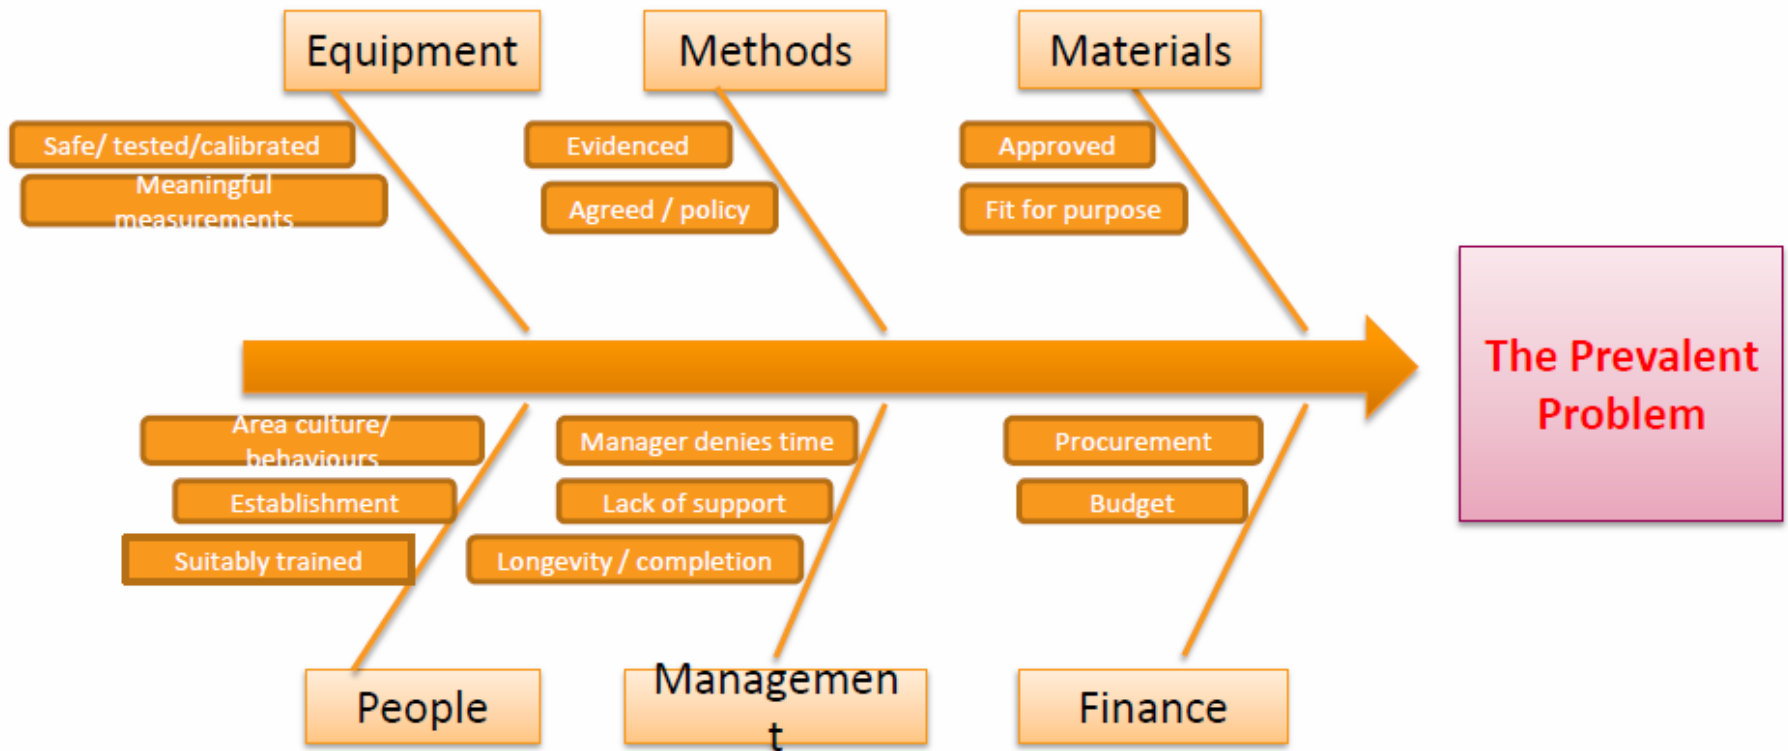 Equipment
Methods
Materials
Safe/ tested/calibrated
Meaningful
measurements
Evidenced
Agreed / policy
Approved
Fit for purpose
The Prevalent
Problem
Area culture/
behaviours
Establishment
Suitably trained
Manager denies time
Lack of support
Longevity / completion
Procurement
Budget
People
Managemen
t
Finance